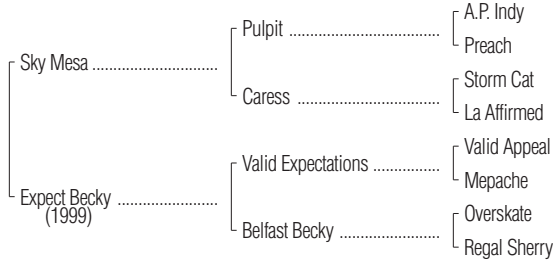 A.P. Indy
Pulpit ................................
Preach
Sky Mesa ............................
Storm Cat
Caress ................................
La Affirmed
Valid Appeal
Valid Expectations ...............
Mepache
Expect Becky ......................
(1999)
Overskate
Belfast Becky ......................
Regal Sherry